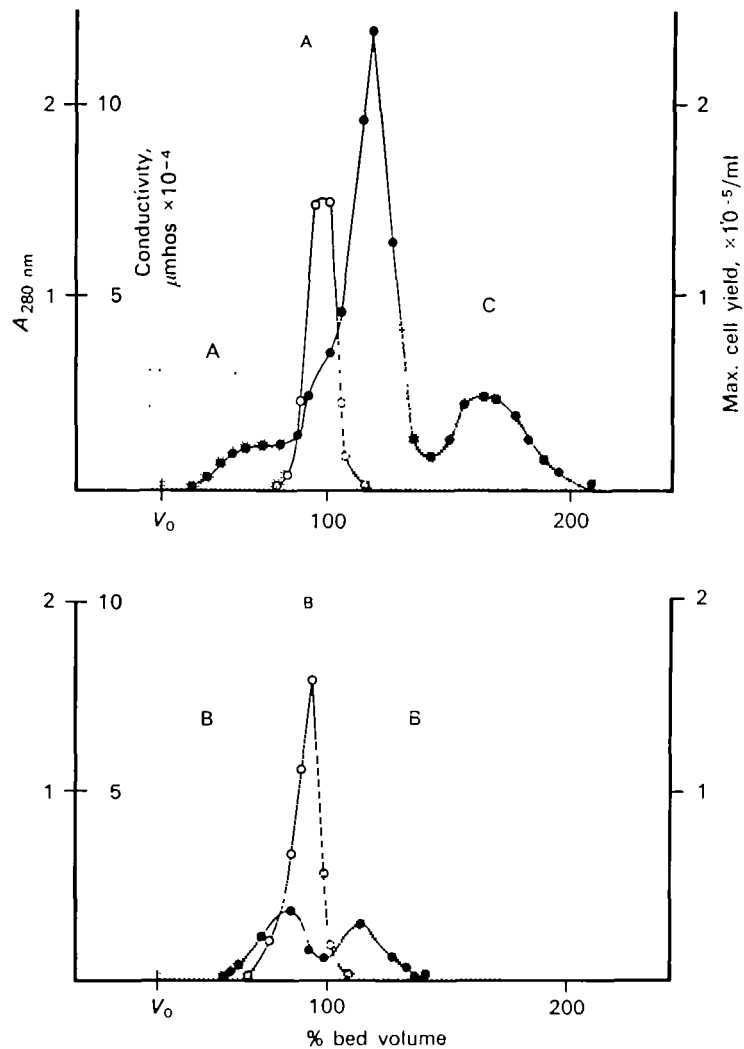 A
2
10
2
Conductivity,
μmhos ×10⁻⁴
Max. cell yield, ×10⁻⁵/ml
A 280 nm
1
5
1
A
C
V₀
100
200
2
10
B
2
B
B
1
5
1
V₀
100
200
% bed volume